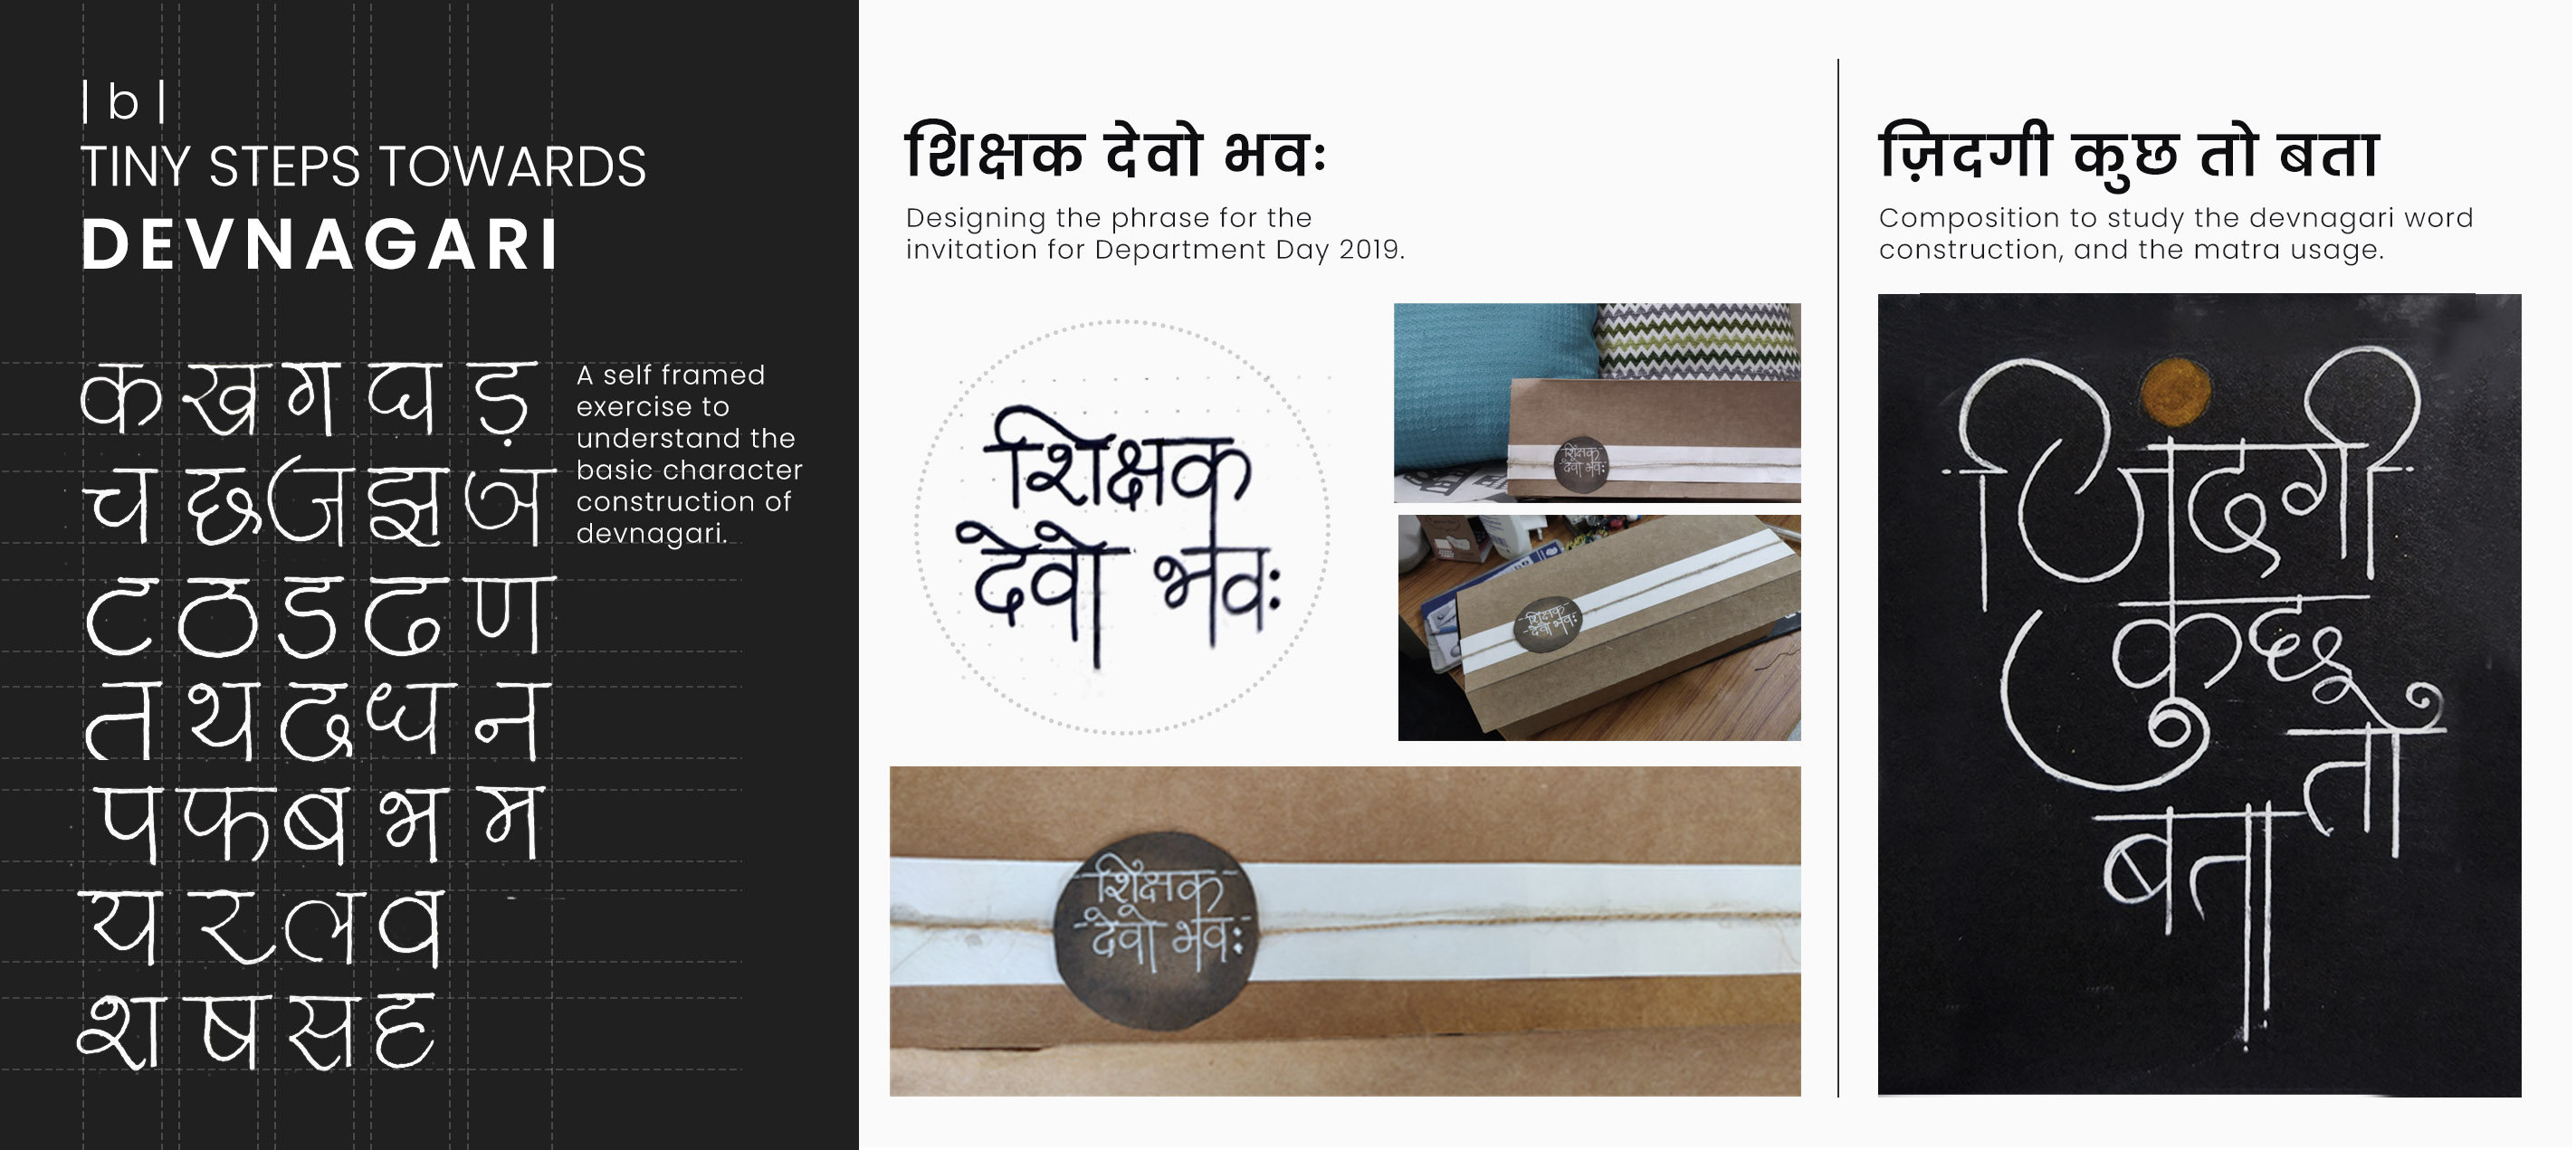 | b |
TINY STEPS TOWARDS
DEVNAGARI
क ख ग घ ड़
च छ ज झ ञ
ट ठ ड ढ ण
त थ द ध न
प फ ब भ म
य र ल व
श ष स ह
A self framed
exercise to
understand the
basic character
construction of
devnagari.
शिक्षक देवो भवः
Designing the phrase for the
invitation for Department Day 2019.
शिक्षक
देवो भवः
शिक्षक
देवो भवः
शिक्षक
देवो भवः
शिक्षक
देवो भवः
ज़िदगी कुछ तो बता
Composition to study the devnagari word
construction, and the matra usage.
जिंदगी
कुछ
तो
बता